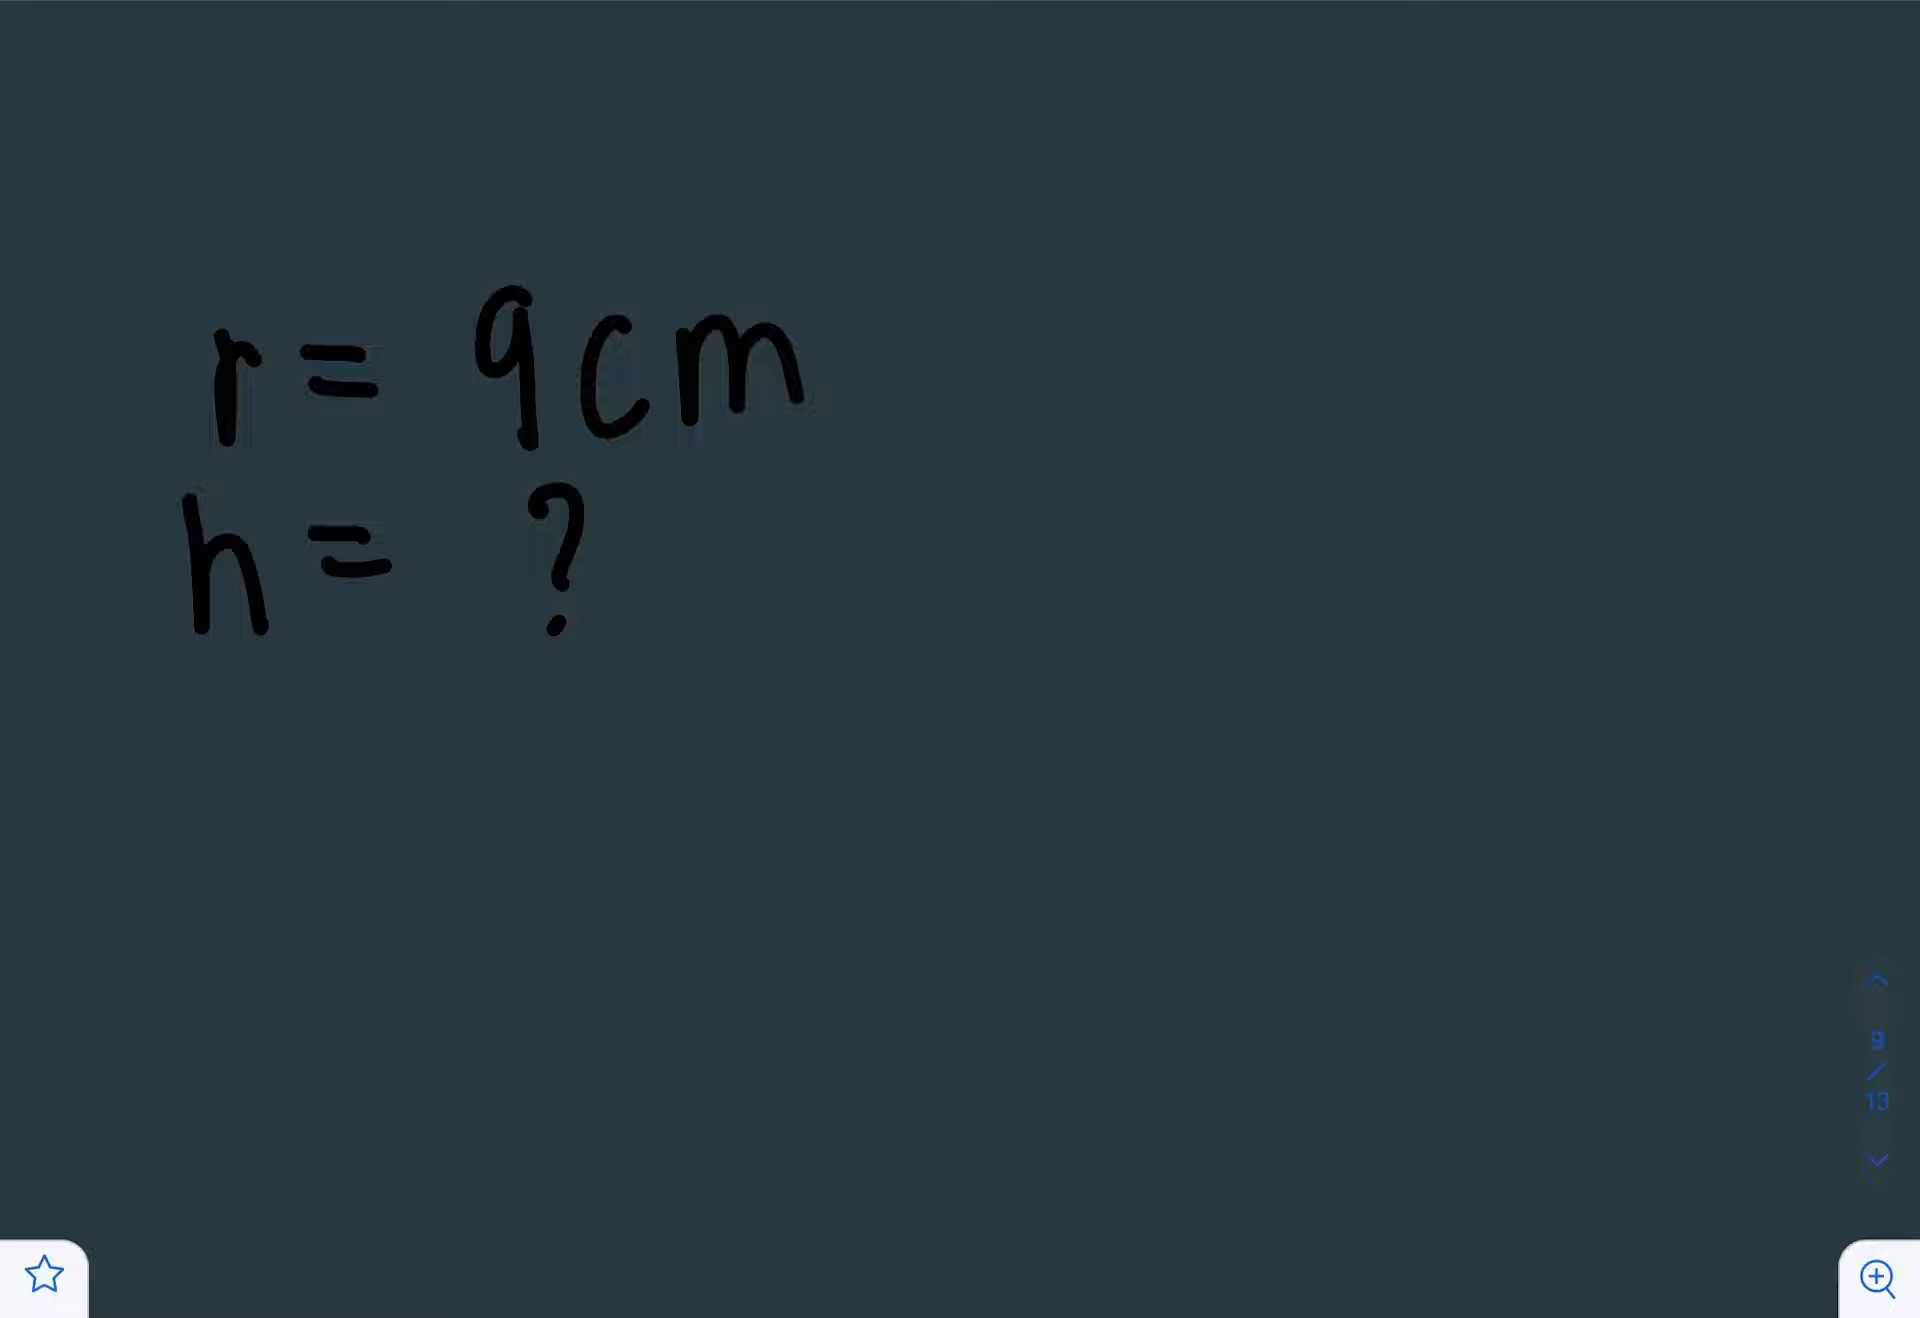 r = 9cm
h = ?
9
/
13